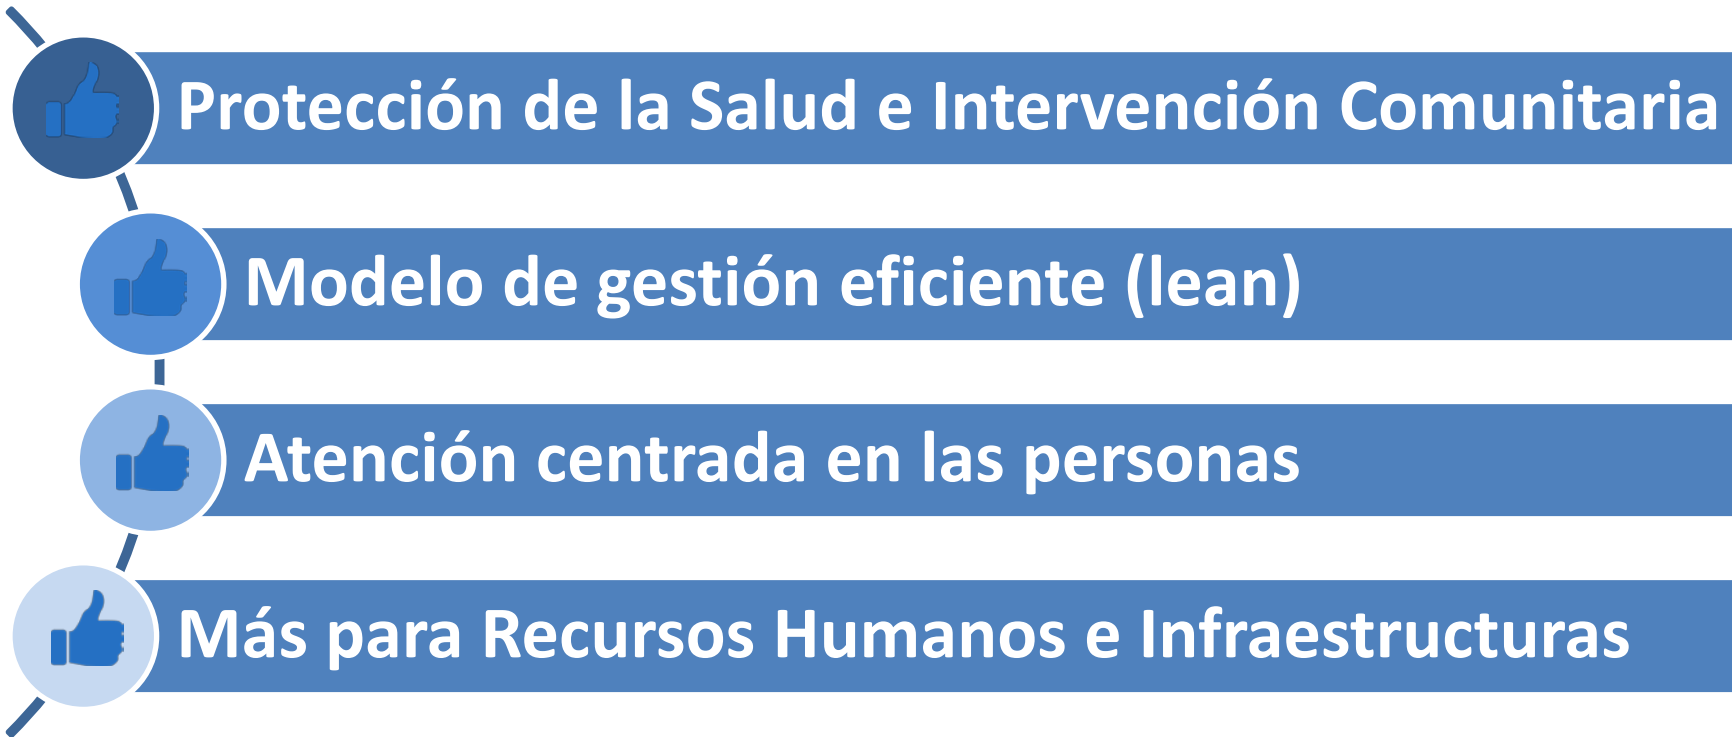 Protección de la Salud e Intervención Comunitaria
Modelo de gestión eficiente (lean)
Atención centrada en las personas
Más para Recursos Humanos e Infraestructuras